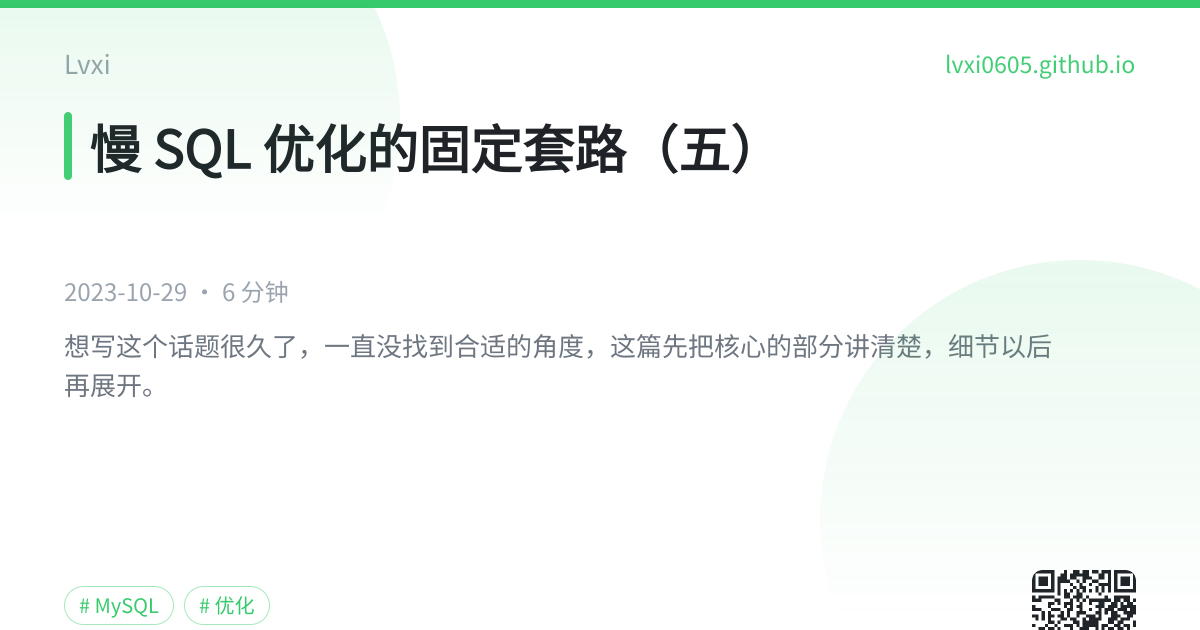 Lvxi
lvxi0605.github.io
慢 SQL 优化的固定套路（五）
2023-10-29 · 6 分钟
想写这个话题很久了，一直没找到合适的角度，这篇先把核心的部分讲清楚，细节以后
再展开。
# MySQL
# 优化